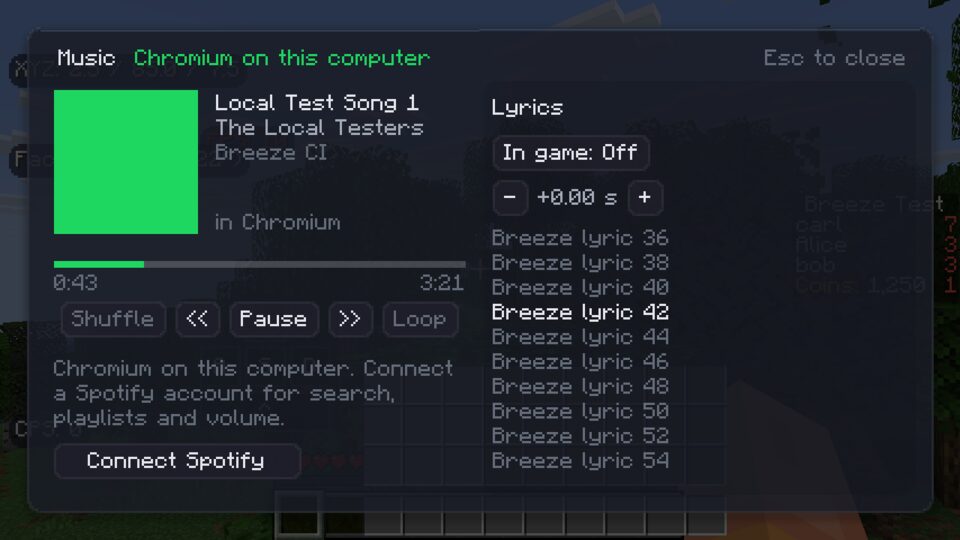 Music Chromium on this computer
Esc to close
Local Test Song 1
The Local Testers
Breeze CI
in Chromium
0:43
3:21
Shuffle
<<
Pause
>>
Loop
Chromium on this computer. Connect
a Spotify account for search,
playlists and volume.
Connect Spotify
Lyrics
In game: Off
- +0.00 s +
Breeze lyric 36
Breeze lyric 38
Breeze lyric 40
Breeze lyric 42
Breeze lyric 44
Breeze lyric 46
Breeze lyric 48
Breeze lyric 50
Breeze lyric 52
Breeze lyric 54
Breeze Test
carl 7
Alice 3
bob 3
Coins: 1,250 1